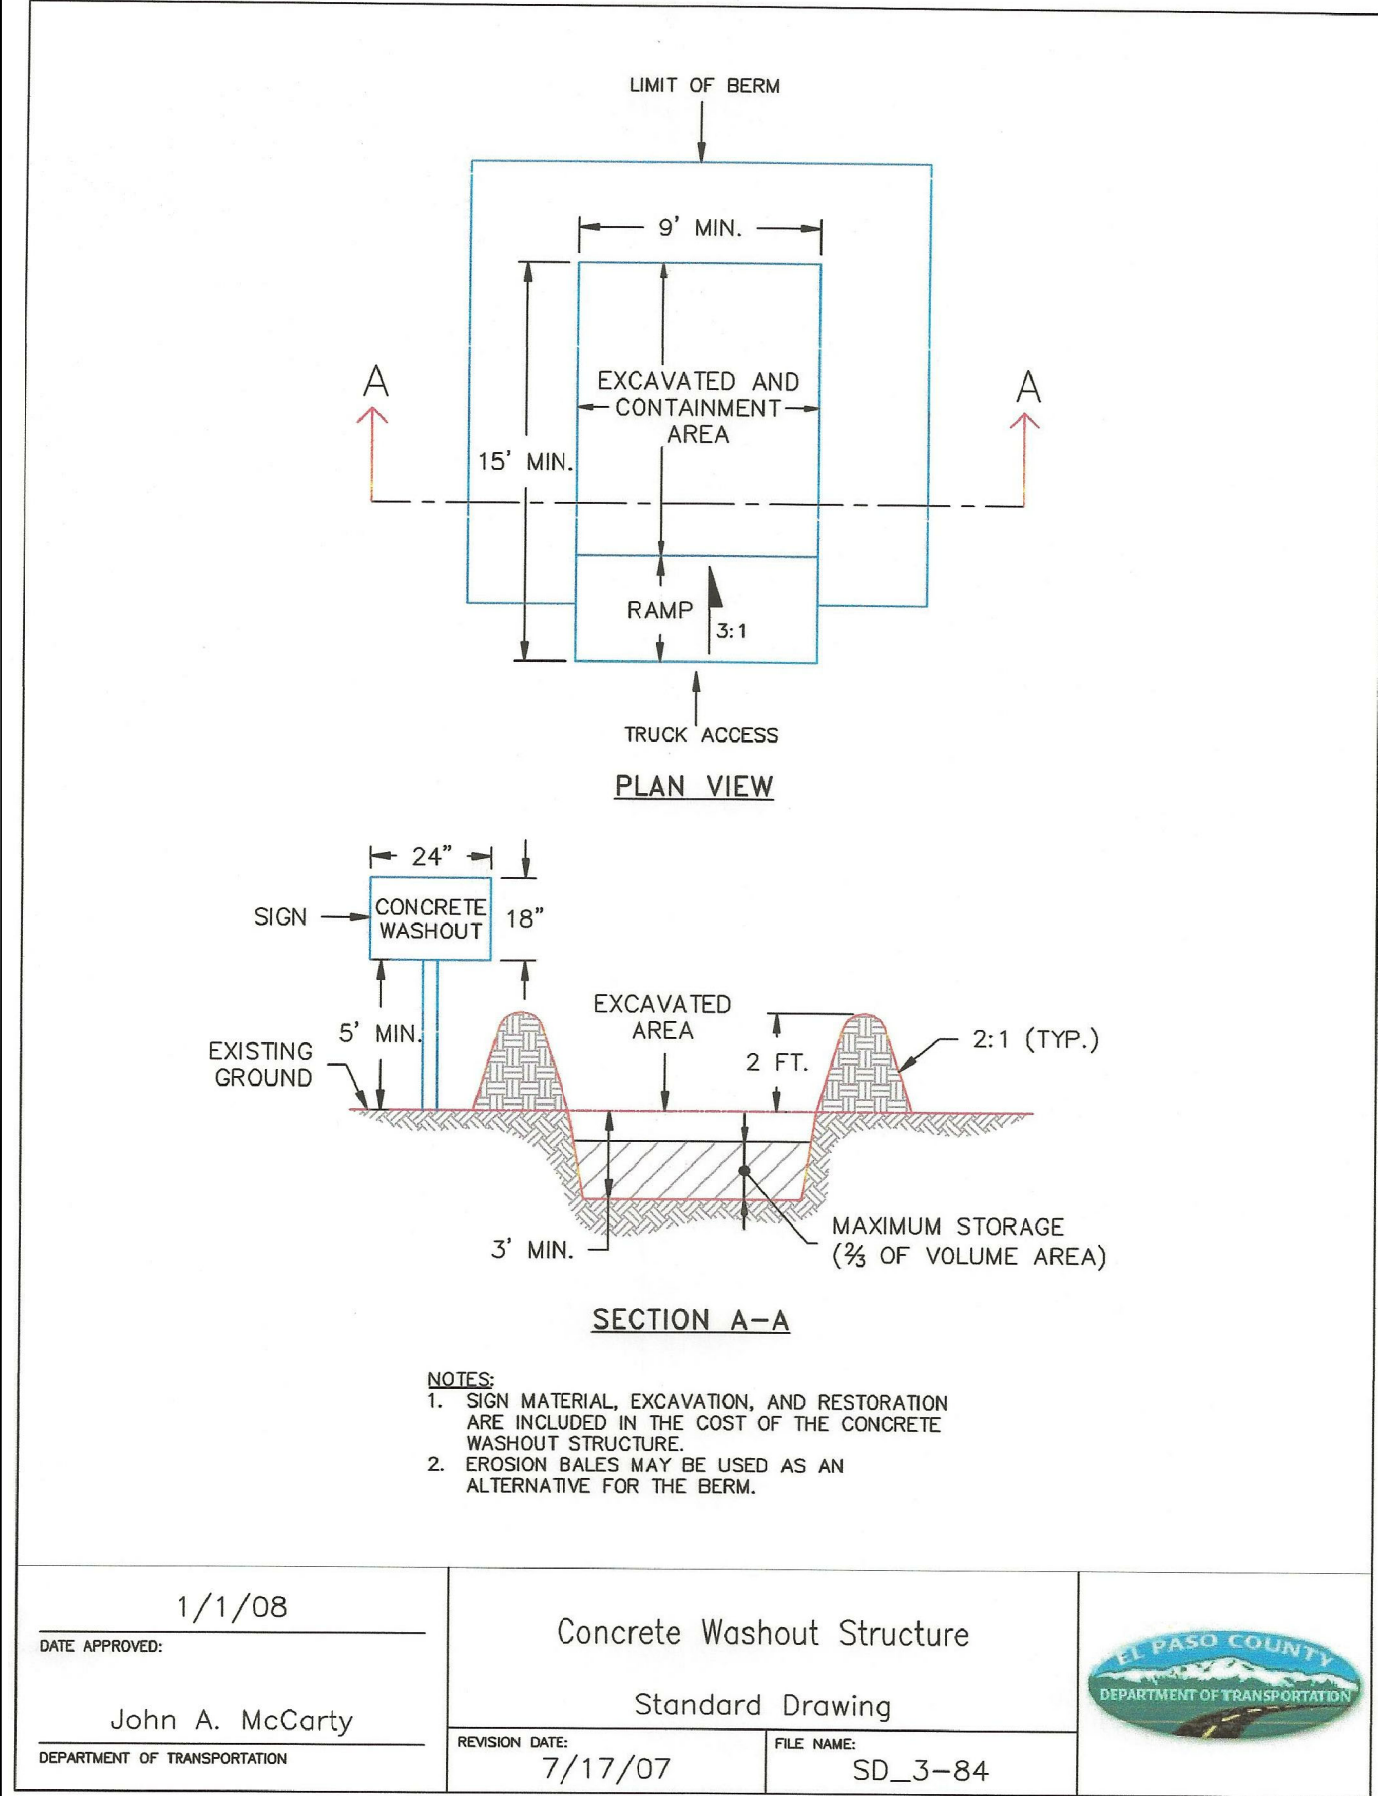 LIMIT OF BERM
9' MIN.
A
A
EXCAVATED AND
CONTAINMENT
AREA
15' MIN.
RAMP
3:1
TRUCK ACCESS
PLAN VIEW
24"
SIGN
CONCRETE
WASHOUT
18"
EXCAVATED
AREA
5' MIN.
2 FT.
2:1 (TYP.)
EXISTING
GROUND
3' MIN.
MAXIMUM STORAGE
(⅔ OF VOLUME AREA)
SECTION A-A
NOTES:
1. SIGN MATERIAL, EXCAVATION, AND RESTORATION
ARE INCLUDED IN THE COST OF THE CONCRETE
WASHOUT STRUCTURE.
2. EROSION BALES MAY BE USED AS AN
ALTERNATIVE FOR THE BERM.
1/1/08
DATE APPROVED:
John A. McCarty
DEPARTMENT OF TRANSPORTATION
Concrete Washout Structure
Standard Drawing
REVISION DATE:
7/17/07
FILE NAME:
SD_3-84
EL PASO COUNTY
DEPARTMENT OF TRANSPORTATION